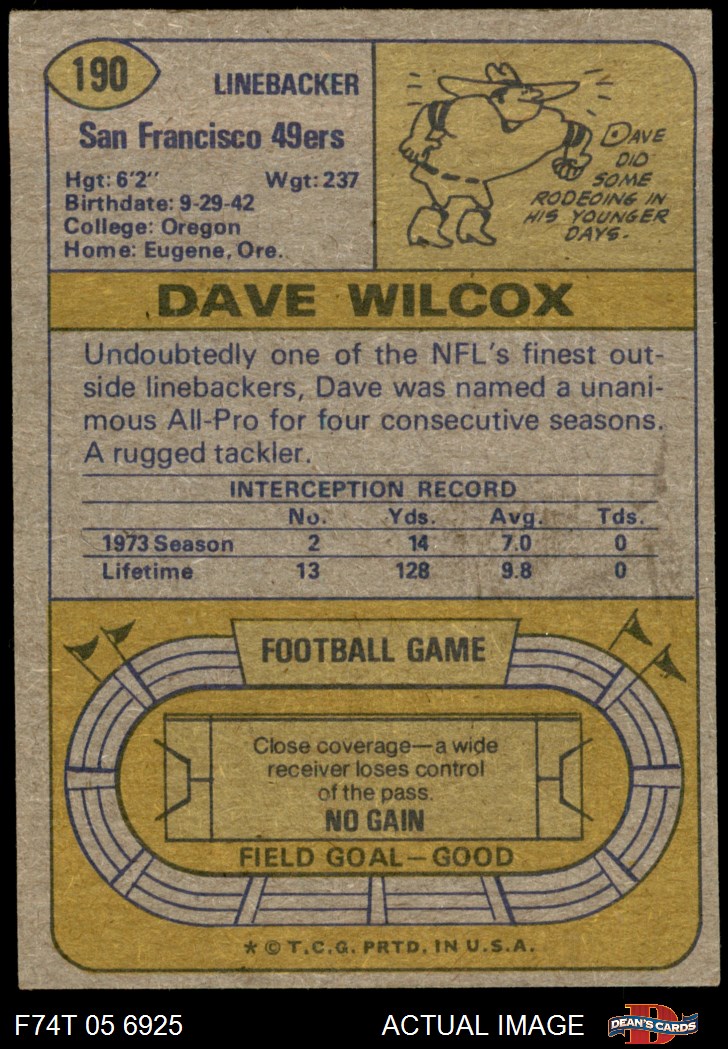 190
LINEBACKER
San Francisco 49ers
Hgt: 6'2" Wgt: 237
Birthdate: 9-29-42
College: Oregon
Home: Eugene, Ore.
DAVE
DID
SOME
RODEOING IN
HIS YOUNGER
DAYS.
DAVE WILCOX
Undoubtedly one of the NFL's finest out-
side linebackers, Dave was named a unani-
mous All-Pro for four consecutive seasons.
A rugged tackler.
INTERCEPTION RECORD
No. Yds. Avg. Tds.
1973 Season 2 14 7.0 0
Lifetime 13 128 9.8 0
FOOTBALL GAME
Close coverage—a wide
receiver loses control
of the pass.
NO GAIN
FIELD GOAL—GOOD
* © T.C.G. PRTD. IN U.S.A.
F74T 05 6925 ACTUAL IMAGE D DEAN'S CARDS